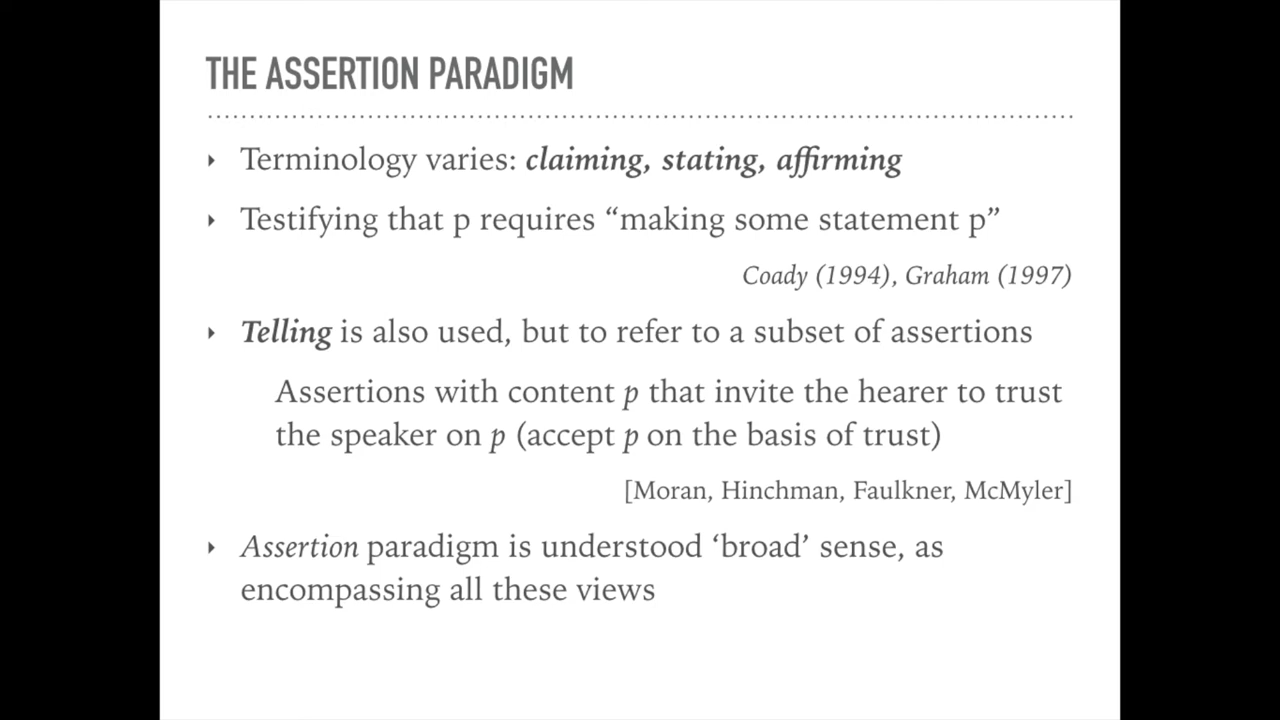 THE ASSERTION PARADIGM
Terminology varies: claiming, stating, affirming
Testifying that p requires “making some statement p”
Coady (1994), Graham (1997)
Telling is also used, but to refer to a subset of assertions
Assertions with content p that invite the hearer to trust
the speaker on p (accept p on the basis of trust)
[Moran, Hinchman, Faulkner, McMyler]
Assertion paradigm is understood ‘broad’ sense, as
encompassing all these views